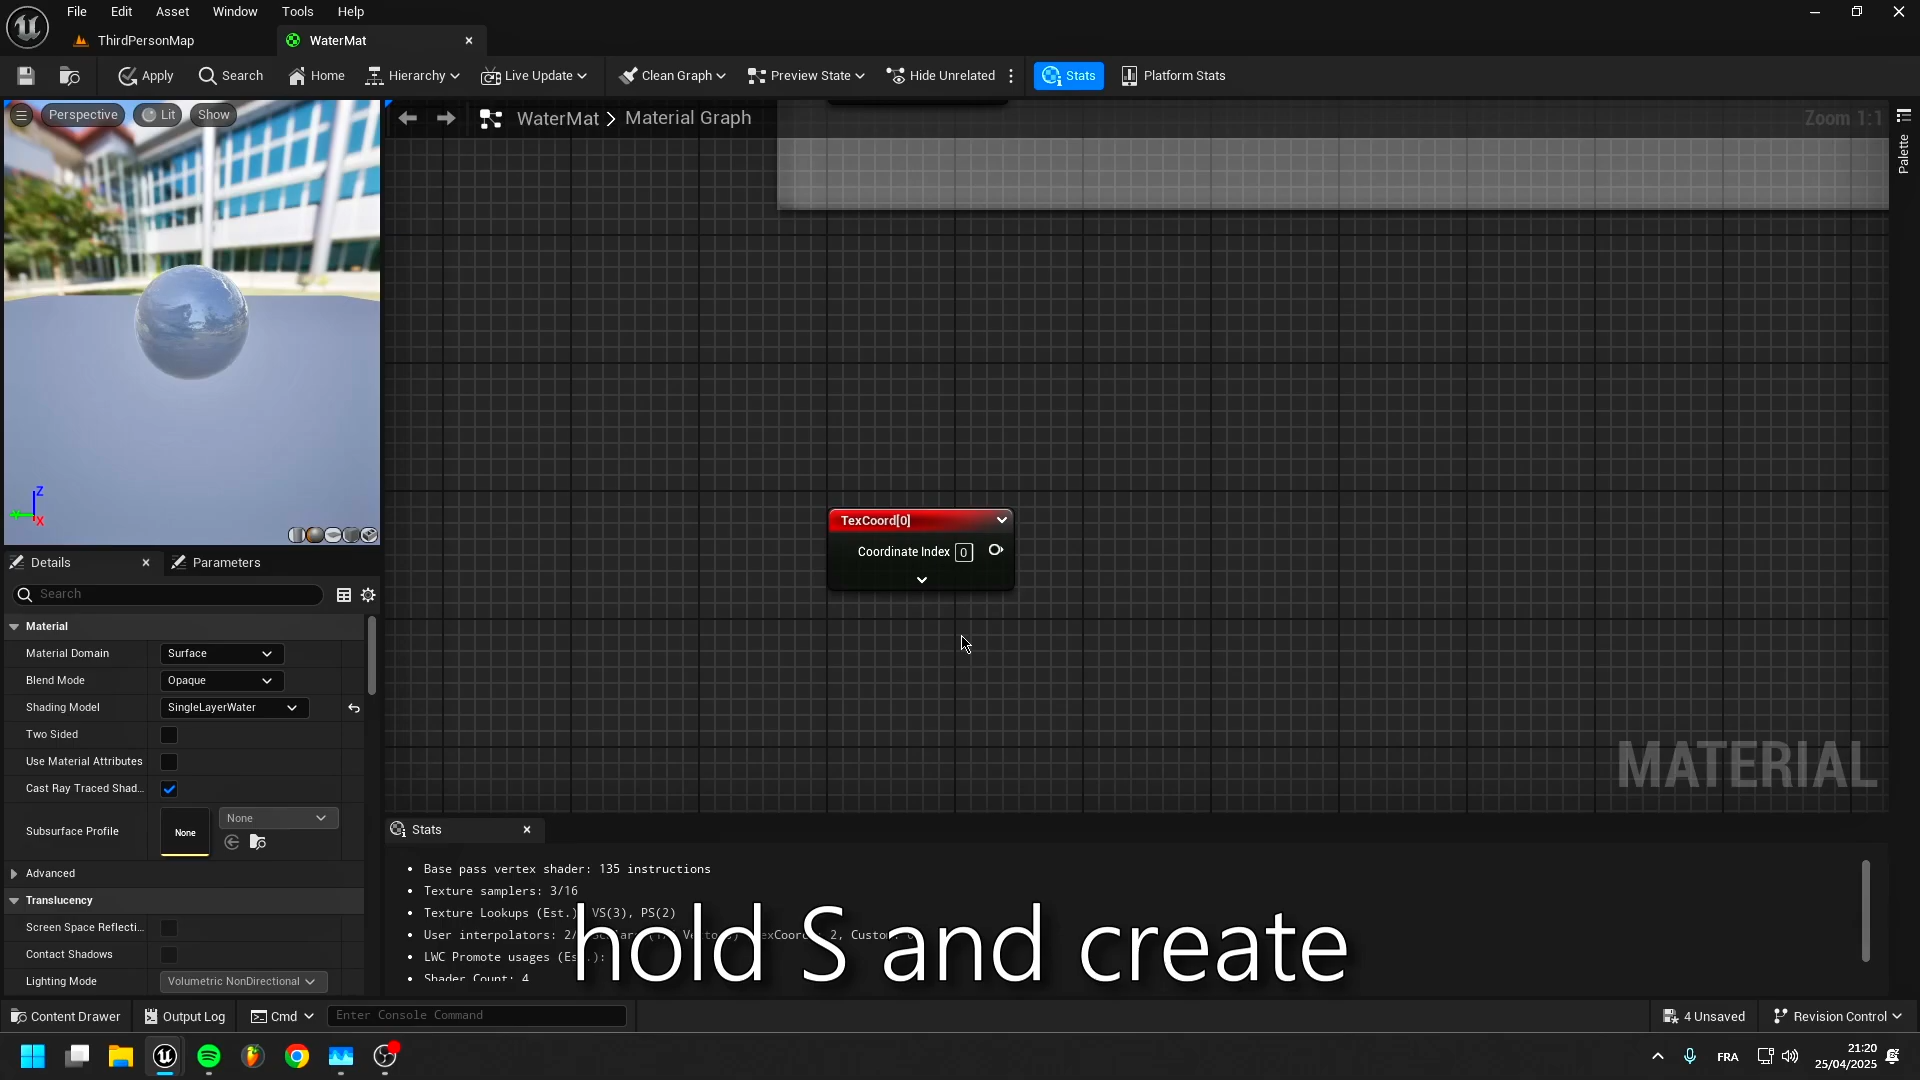 File Edit Asset Window Tools Help
ThirdPersonMap WaterMat
Apply Search Home Hierarchy Live Update Clean Graph Preview State Hide Unrelated Stats Platform Stats
Perspective Lit Show
WaterMat > Material Graph
Zoom 1:1
Palette
TexCoord[0]
Coordinate Index 0
Z
X
MATERIAL
Details Parameters
Search
Material
Material Domain Surface
Blend Mode Opaque
Shading Model SingleLayerWater
Two Sided
Use Material Attributes
Cast Ray Traced Shad...
Subsurface Profile None None
Advanced
Translucency
Screen Space Reflecti...
Contact Shadows
Lighting Mode Volumetric NonDirectional
Stats
Base pass vertex shader: 135 instructions
Texture samplers: 3/16
Texture Lookups (Est.) VS(3), PS(2)
User interpolators: 2/
LWC Promote usages
Shader Count: 4
hold S and create
Content Drawer Output Log Cmd Enter Console Command 4 Unsaved Revision Control
FRA
21:20
25/04/2025